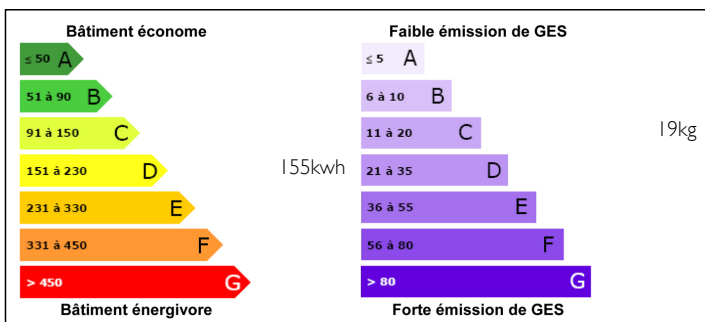 Bâtiment économe
≤ 50 A
51 à 90 B
91 à 150 C
151 à 230 D
231 à 330 E
331 à 450 F
> 450 G
Bâtiment énergivore
155kwh
Faible émission de GES
≤ 5 A
6 à 10 B
11 à 20 C
21 à 35 D
36 à 55 E
56 à 80 F
> 80 G
Forte émission de GES
19kg